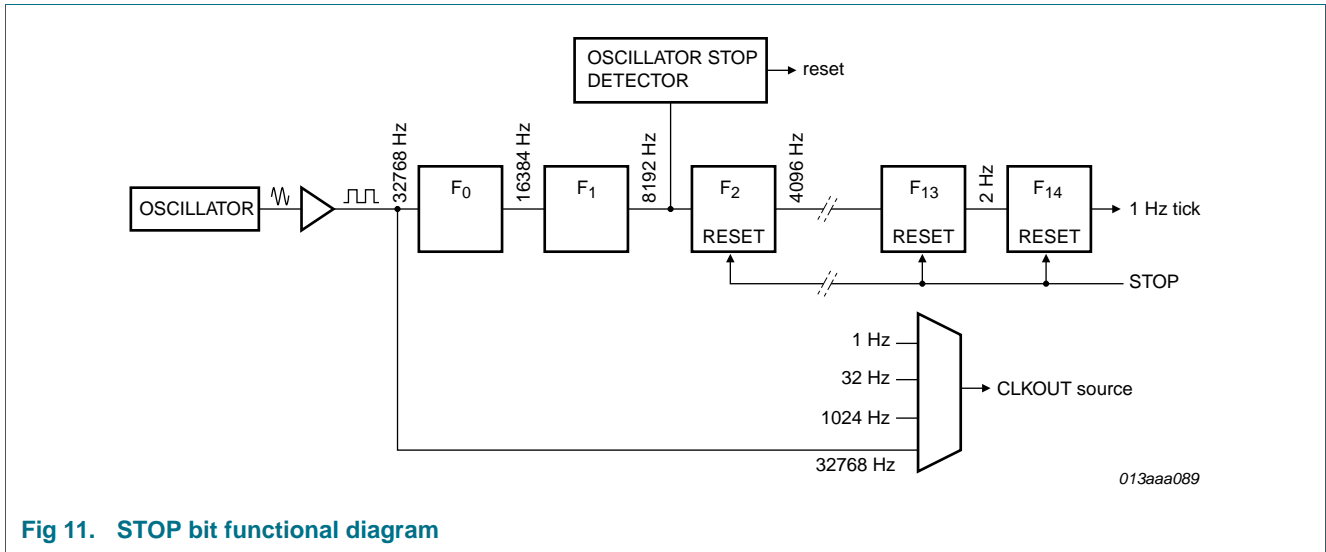 OSCILLATOR STOP
DETECTOR
reset
32768 Hz
16384 Hz
8192 Hz
4096 Hz
2 Hz
OSCILLATOR
F0
F1
F2
RESET
F13
RESET
F14
RESET
1 Hz tick
STOP
1 Hz
32 Hz
1024 Hz
32768 Hz
CLKOUT source
013aaa089
Fig 11. STOP bit functional diagram